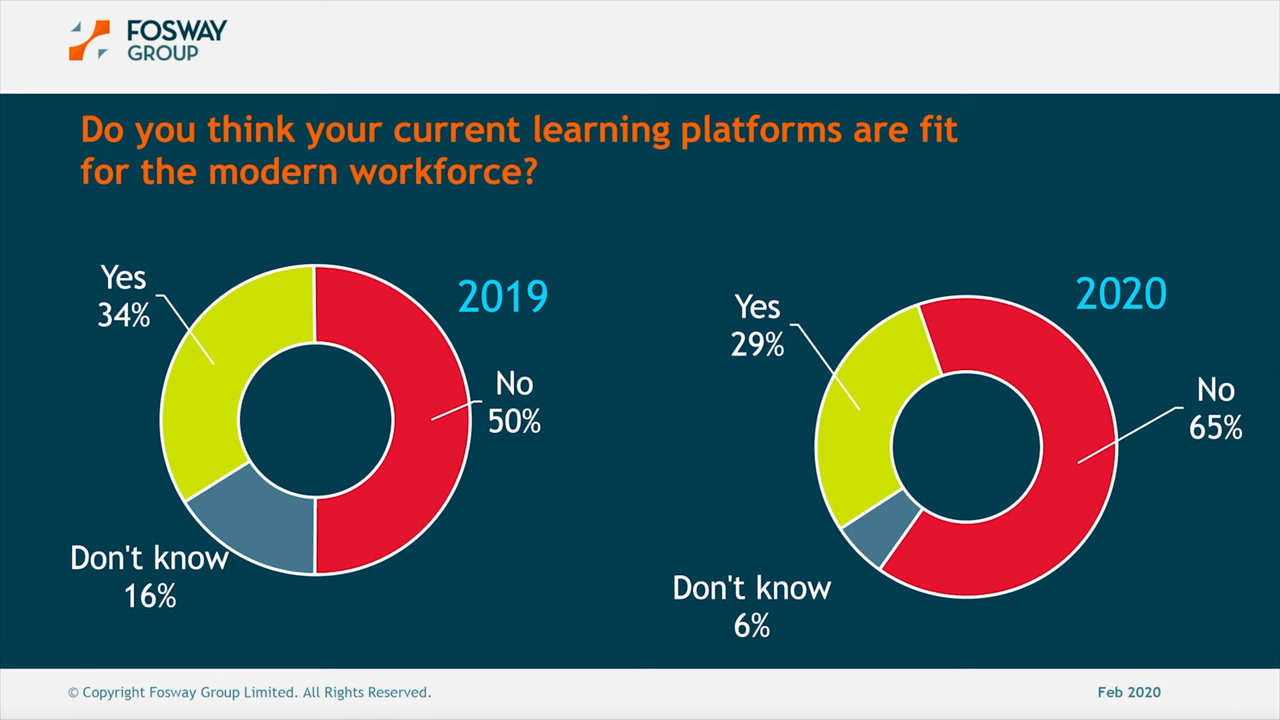 FOSWAY
GROUP
Do you think your current learning platforms are fit
for the modern workforce?
Yes
34%
2019
No
50%
Don't know
16%
Yes
29%
2020
No
65%
Don't know
6%
© Copyright Fosway Group Limited. All Rights Reserved.
Feb 2020